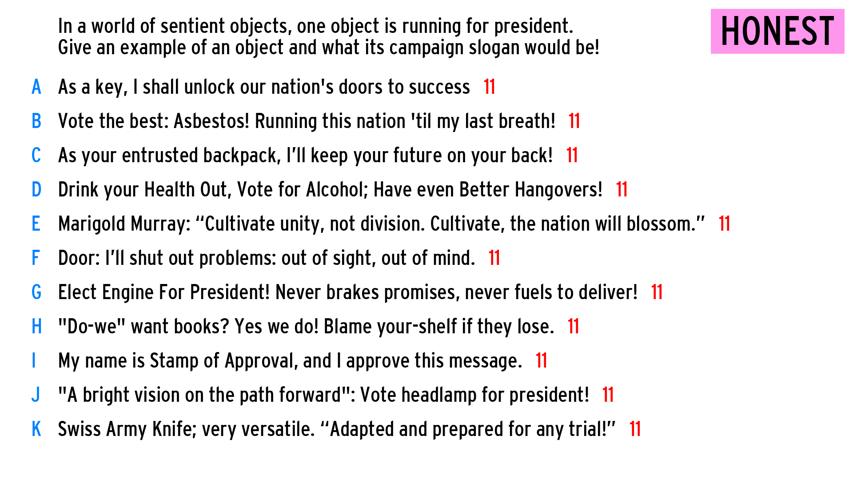 In a world of sentient objects, one object is running for president.
Give an example of an object and what its campaign slogan would be!
HONEST
A As a key, I shall unlock our nation's doors to success 11
B Vote the best: Asbestos! Running this nation 'til my last breath! 11
C As your entrusted backpack, I’ll keep your future on your back! 11
D Drink your Health Out, Vote for Alcohol; Have even Better Hangovers! 11
E Marigold Murray: “Cultivate unity, not division. Cultivate, the nation will blossom.” 11
F Door: I’ll shut out problems: out of sight, out of mind. 11
G Elect Engine For President! Never brakes promises, never fuels to deliver! 11
H "Do-we" want books? Yes we do! Blame your-shelf if they lose. 11
I My name is Stamp of Approval, and I approve this message. 11
J "A bright vision on the path forward": Vote headlamp for president! 11
K Swiss Army Knife; very versatile. “Adapted and prepared for any trial!” 11